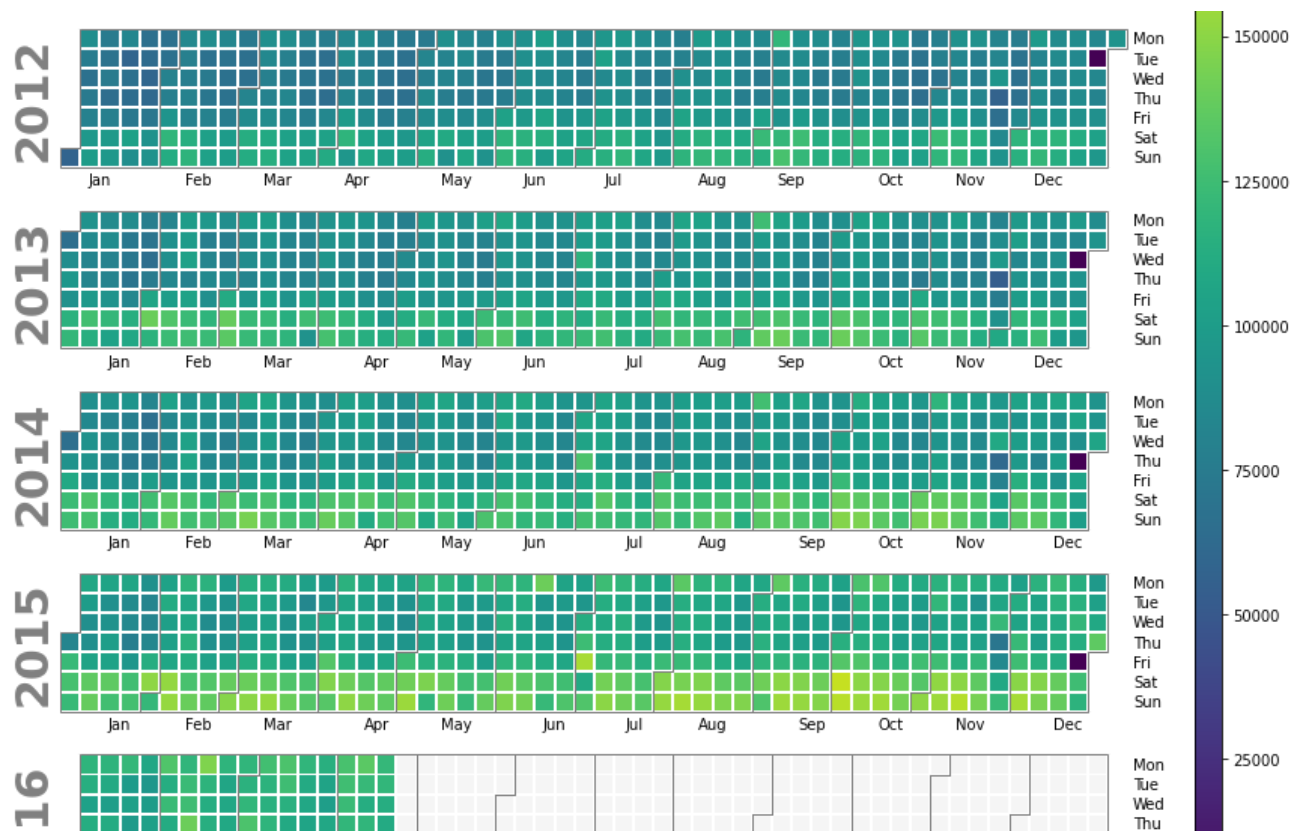 2012
Mon
Tue
Wed
Thu
Fri
Sat
Sun
Jan Feb Mar Apr May Jun Jul Aug Sep Oct Nov Dec
2013
Mon
Tue
Wed
Thu
Fri
Sat
Sun
Jan Feb Mar Apr May Jun Jul Aug Sep Oct Nov Dec
2014
Mon
Tue
Wed
Thu
Fri
Sat
Sun
Jan Feb Mar Apr May Jun Jul Aug Sep Oct Nov Dec
2015
Mon
Tue
Wed
Thu
Fri
Sat
Sun
Jan Feb Mar Apr May Jun Jul Aug Sep Oct Nov Dec
16
Mon
Tue
Wed
Thu
150000
125000
100000
75000
50000
25000